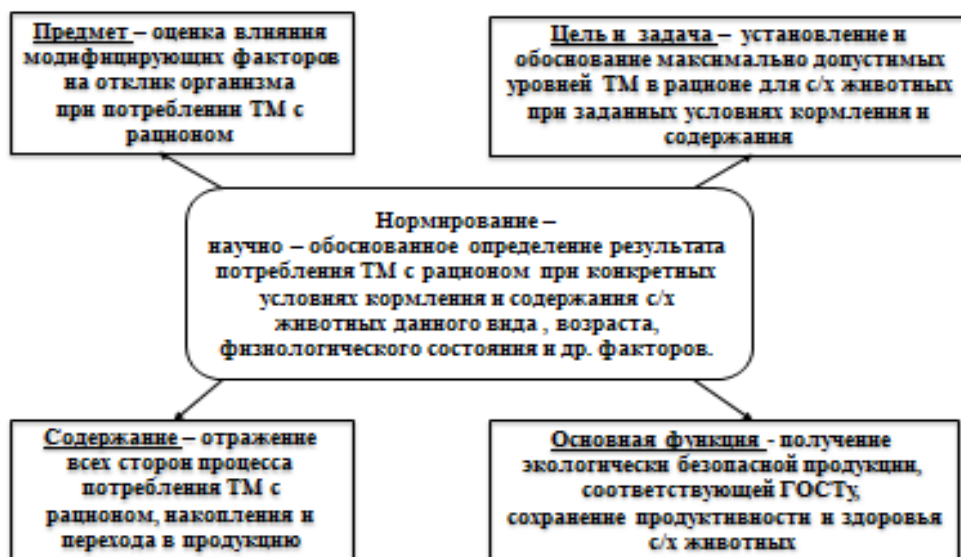 Предмет – оценка влияния
модифицирующих факторов
на отклик организма
при потреблении ТМ с
рационом
Цель и задача – установление и
обоснование максимально допустимых
уровней ТМ в рационе для с/х животных
при заданных условиях кормления и
содержания
Нормирование –
научно – обоснованное определение результата
потребления ТМ с рационом при конкретных
условиях кормления и содержания с/х
животных данного вида , возраста,
физиологического состояния и др. факторов.
Содержание – отражение
всех сторон процесса
потребления ТМ с
рационом, накопления и
перехода в продукцию
Основная функция - получение
экологически безопасной продукции,
соответствующей ГОСТу,
сохранение продуктивности и здоровья
с/х животных